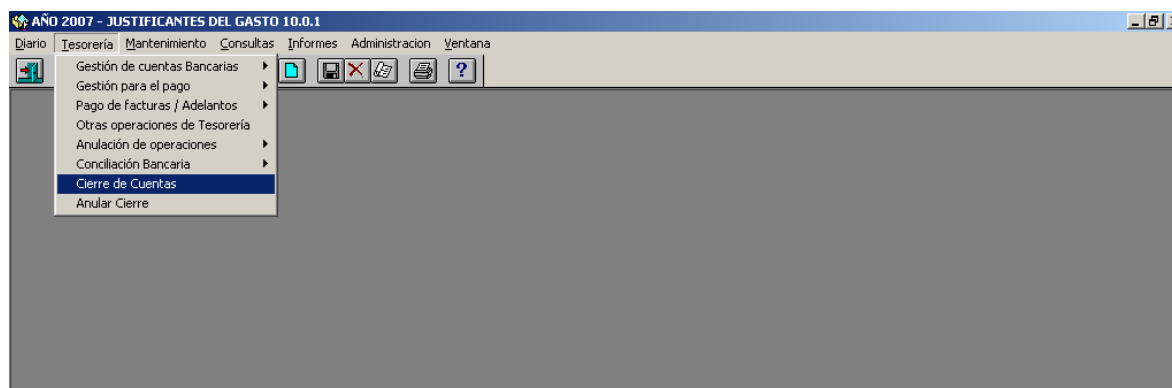 AÑO 2007 - JUSTIFICANTES DEL GASTO 10.0.1
Diario Tesorería Mantenimiento Consultas Informes Administracion Ventana
Gestión de cuentas Bancarias
Gestión para el pago
Pago de facturas / Adelantos
Otras operaciones de Tesorería
Anulación de operaciones
Conciliación Bancaria
Cierre de Cuentas
Anular Cierre
?